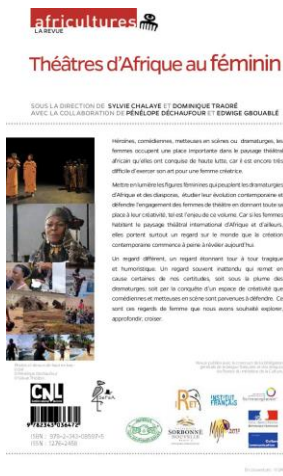 africultures
LA REVUE
Théâtres d'Afrique au féminin
SOUS LA DIRECTION DE SYLVIE CHALAYE ET DOMINIQUE TRAORÉ
AVEC LA COLLABORATION DE PÉNÉLOPE DÉCHAUFOUR ET EDWIGE GBOUABLÉ
Héroïnes, comédiennes, metteuses en scènes ou dramaturges, les
femmes occupent une place importante dans le paysage théâtral
africain qu'elles ont conquise de haute lutte, car il est encore très
difficile d'exercer son art pour une femme créatrice.
Mettre en lumière les figures féminines qui peuplent les dramaturgies
d'Afrique et des diasporas, étudier leur évolution contemporaine et
défendre l'engagement des femmes de théâtre en donnant toute sa
place à leur créativité, tel est l'enjeu de ce volume. Car si les femmes
habitent le paysage théâtral international d'Afrique et d'ailleurs,
elles portent surtout un regard sur le monde que la création
contemporaine commence à peine à révéler aujourd'hui.
Un regard différent, un regard étonnant tour à tour tragique
et humoristique. Un regard souvent inattendu qui remet en
cause certaines de nos certitudes, soit sous la plume des
dramaturges, soit par la conquête d'un espace de créativité que
comédiennes et metteuses en scène sont parvenues à défendre. Ce
sont ces regards de femme que nous avons souhaité explorer,
approfondir, croiser.
CNL
RET
INSTITUT
FRANÇAIS
9782343036472
SORBONNE
NOUVELLE
ISSN : 1276-2458